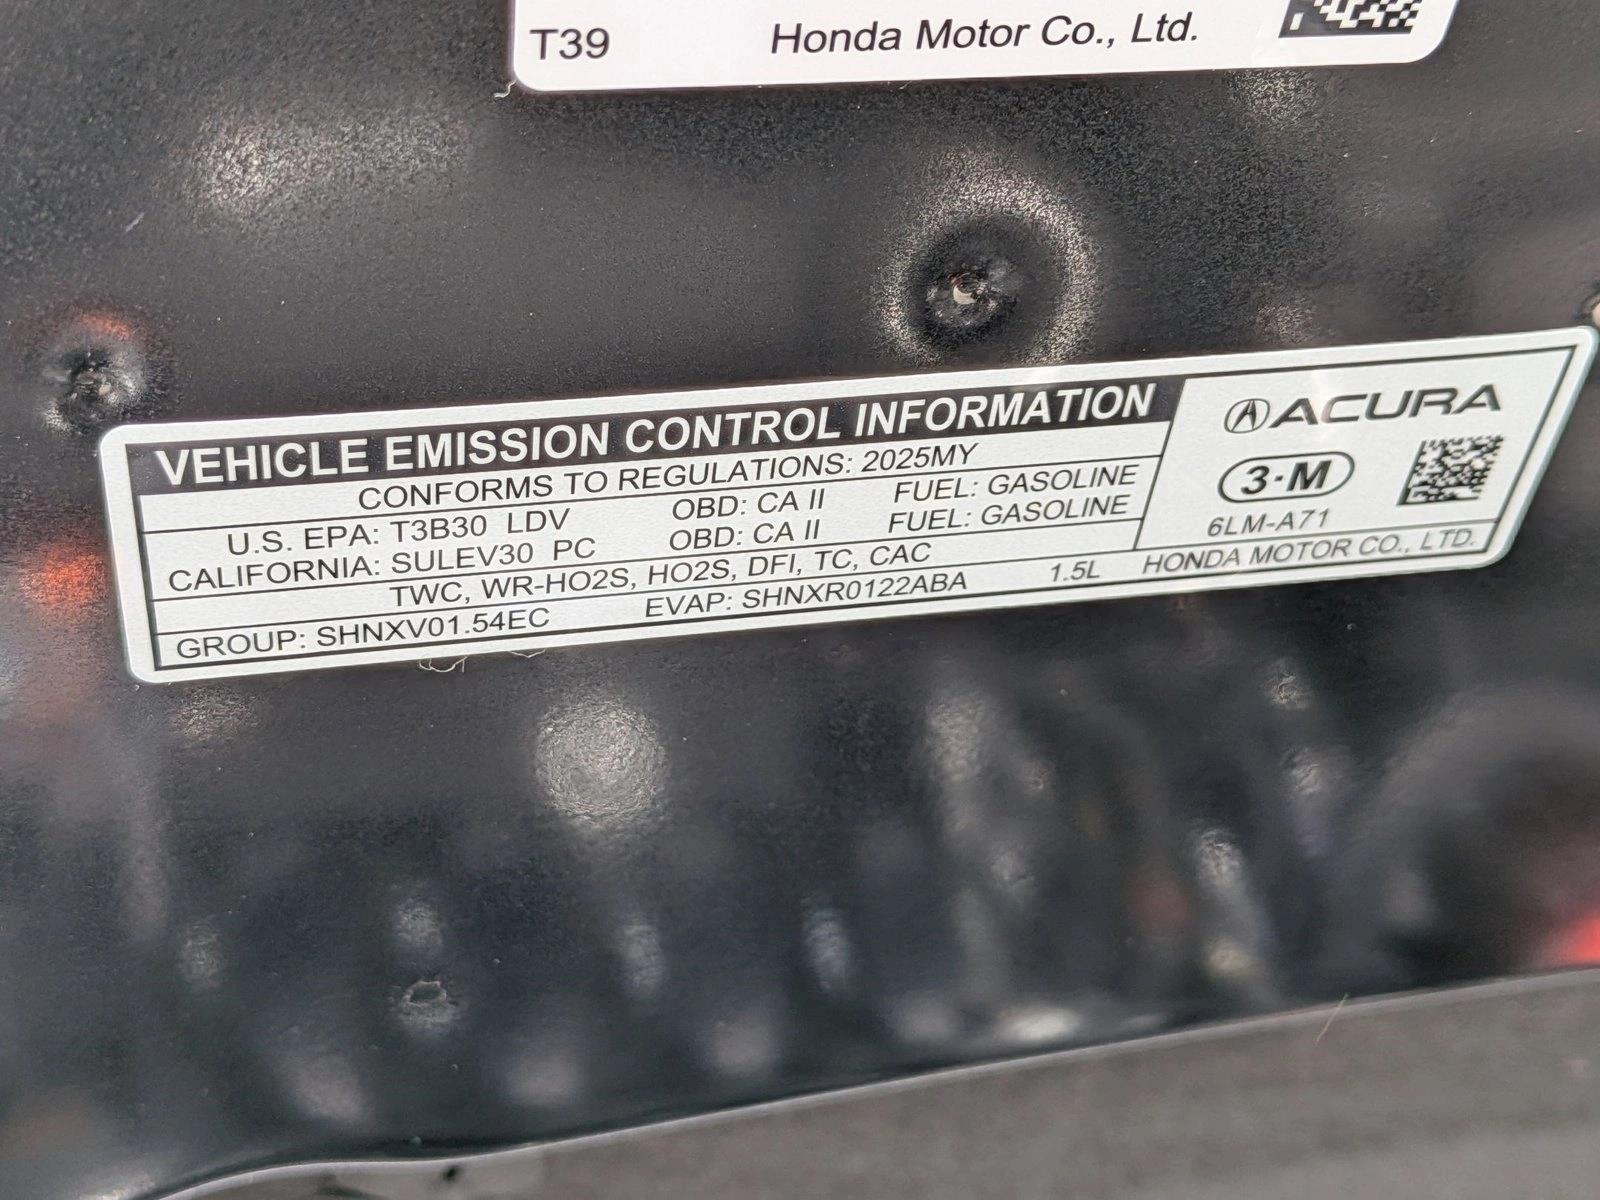 T39 Honda Motor Co., Ltd.
VEHICLE EMISSION CONTROL INFORMATION
CONFORMS TO REGULATIONS: 2025MY
U.S. EPA: T3B30 LDV OBD: CA II FUEL: GASOLINE
CALIFORNIA: SULEV30 PC OBD: CA II FUEL: GASOLINE
TWC, WR-HO2S, HO2S, DFI, TC, CAC
GROUP: SHNXV01.54EC EVAP: SHNXR0122ABA 1.5L HONDA MOTOR CO., LTD.
ACURA
3·M
6LM-A71